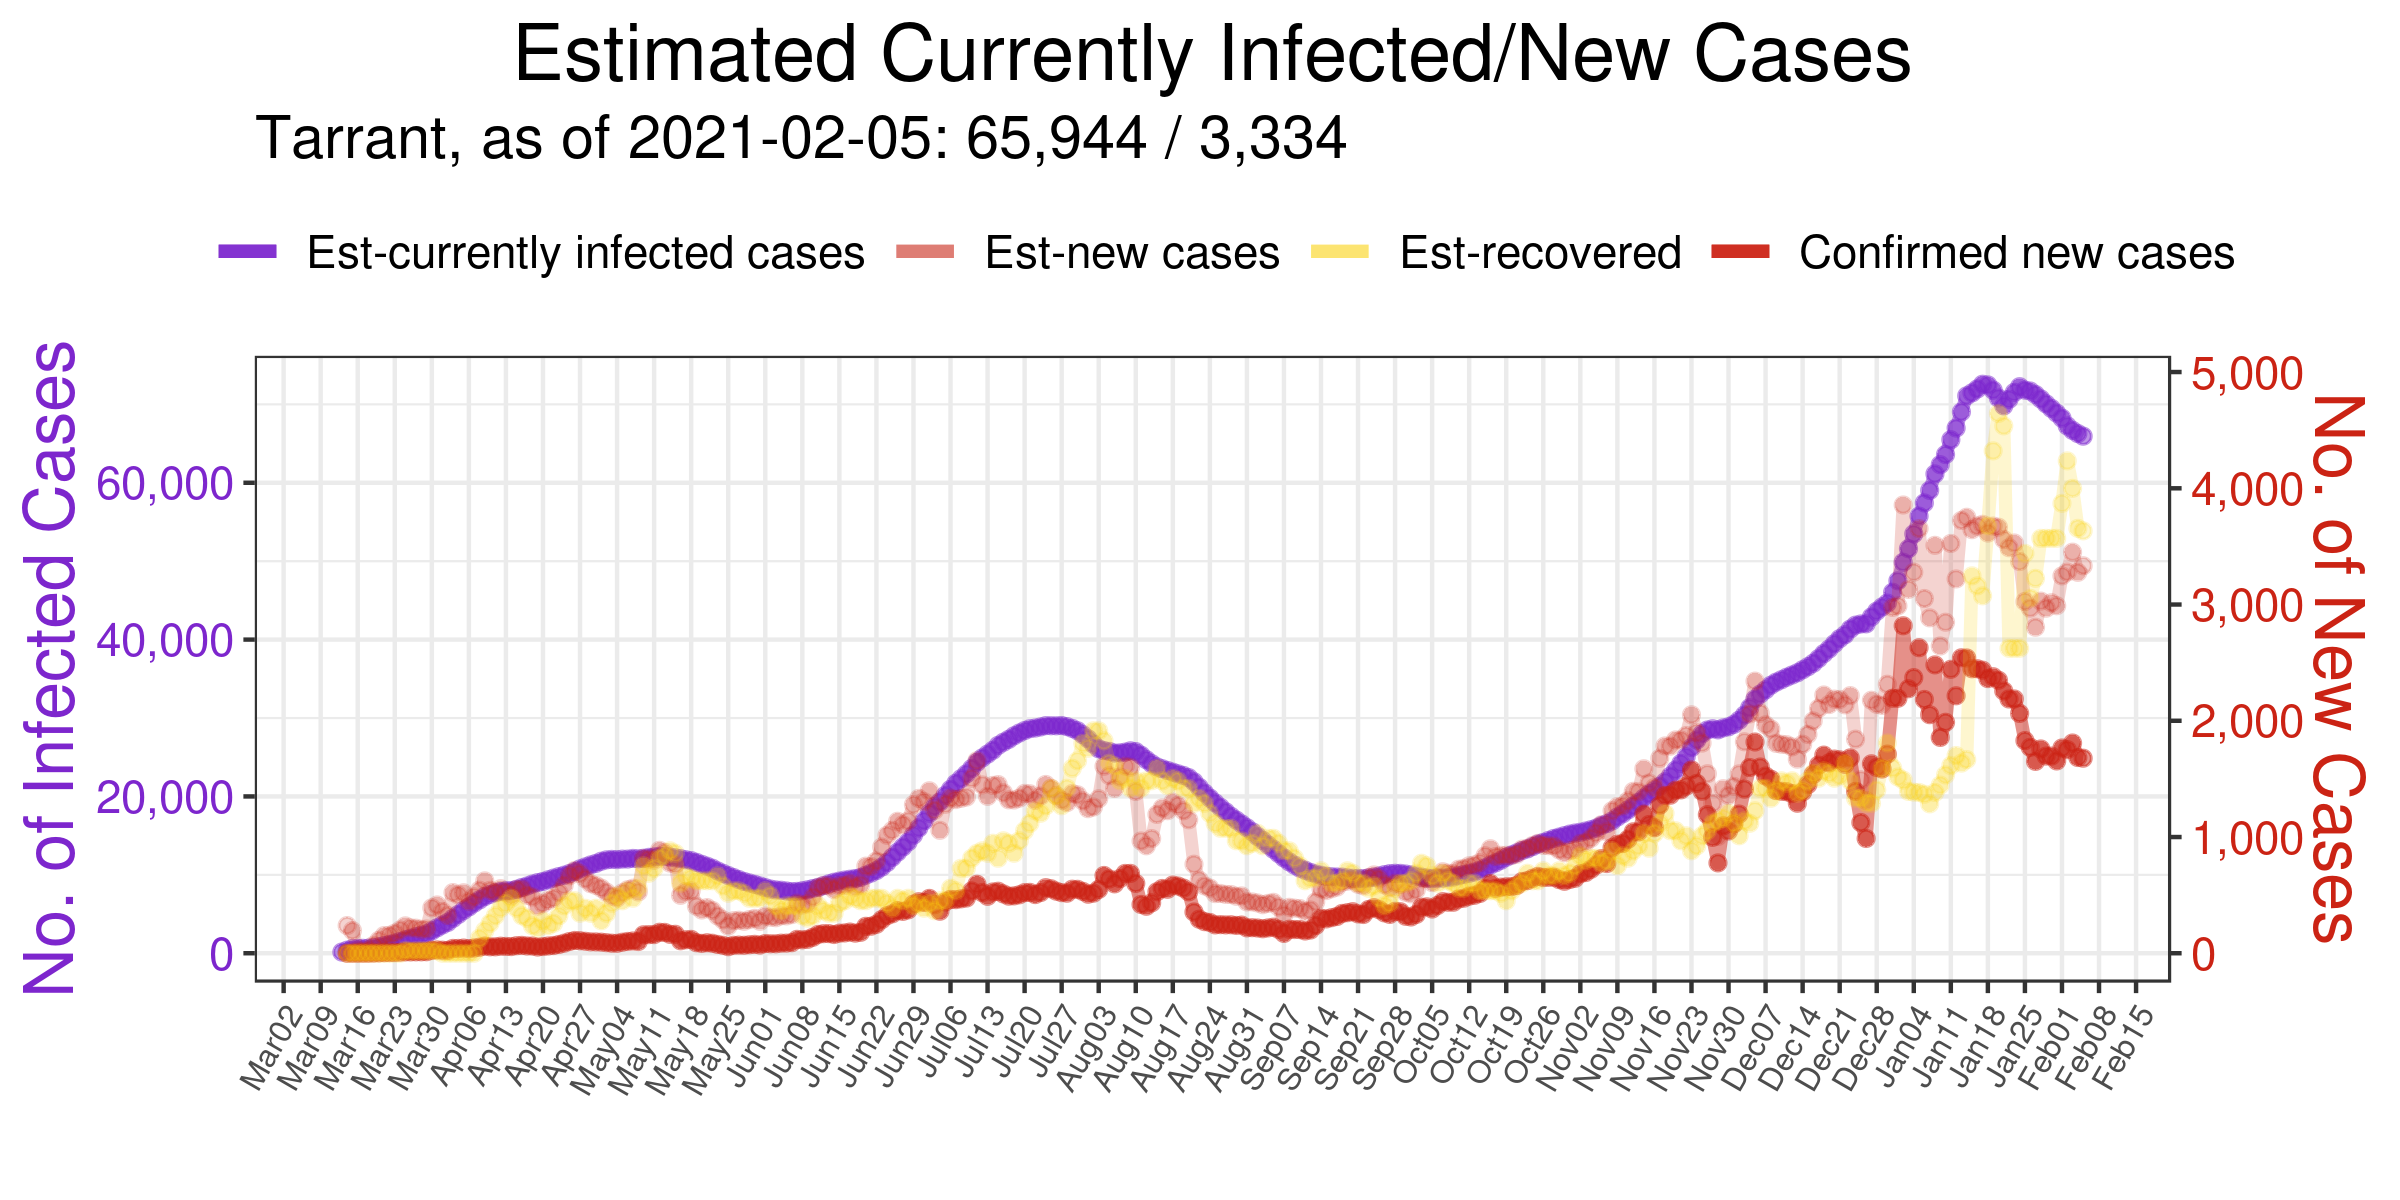 Estimated Currently Infected/New Cases
Tarrant, as of 2021-02-05: 65,944 / 3,334
Est-currently infected cases Est-new cases Est-recovered Confirmed new cases
No. of Infected Cases
60,000
40,000
20,000
0
5,000
4,000
3,000
2,000
1,000
0
No. of New Cases
Mar02
Mar09
Mar16
Mar23
Mar30
Apr06
Apr13
Apr20
Apr27
May04
May11
May18
May25
Jun01
Jun08
Jun15
Jun22
Jun29
Jul06
Jul13
Jul20
Jul27
Aug03
Aug10
Aug17
Aug24
Aug31
Sep07
Sep14
Sep21
Sep28
Oct05
Oct12
Oct19
Oct26
Nov02
Nov09
Nov16
Nov23
Nov30
Dec07
Dec14
Dec21
Dec28
Jan04
Jan11
Jan18
Jan25
Feb01
Feb08
Feb15